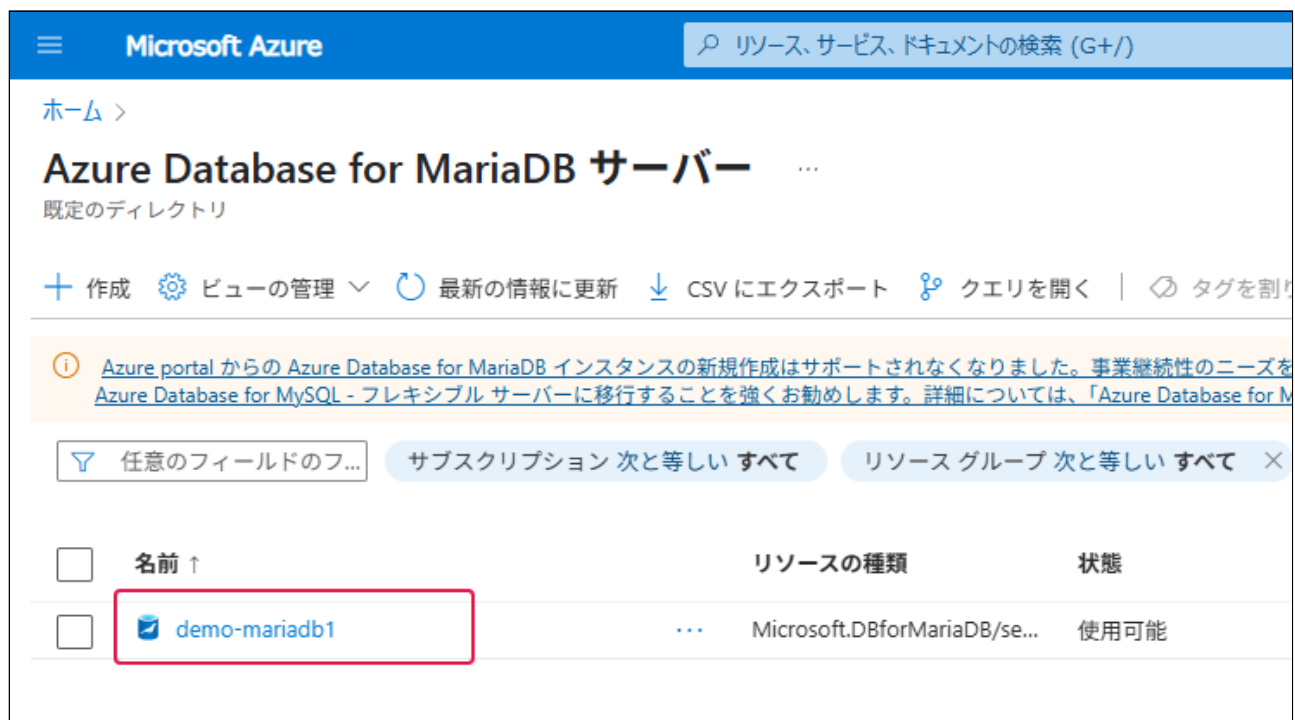 Microsoft Azure
リソース、サービス、ドキュメントの検索 (G+/)
ホーム >
Azure Database for MariaDB サーバー ...
既定のディレクトリ
+ 作成 ビューの管理 最新の情報に更新 CSV にエクスポート クエリを開く | タグを割り
Azure portal からの Azure Database for MariaDB インスタンスの新規作成はサポートされなくなりました。事業継続性のニーズを
Azure Database for MySQL - フレキシブル サーバーに移行することを強くお勧めします。詳細については、「Azure Database for M
任意のフィールドのフ... サブスクリプション 次と等しい すべて リソース グループ 次と等しい すべて ×
名前 ↑ リソースの種類 状態
demo-mariadb1 ... Microsoft.DBforMariaDB/se... 使用可能